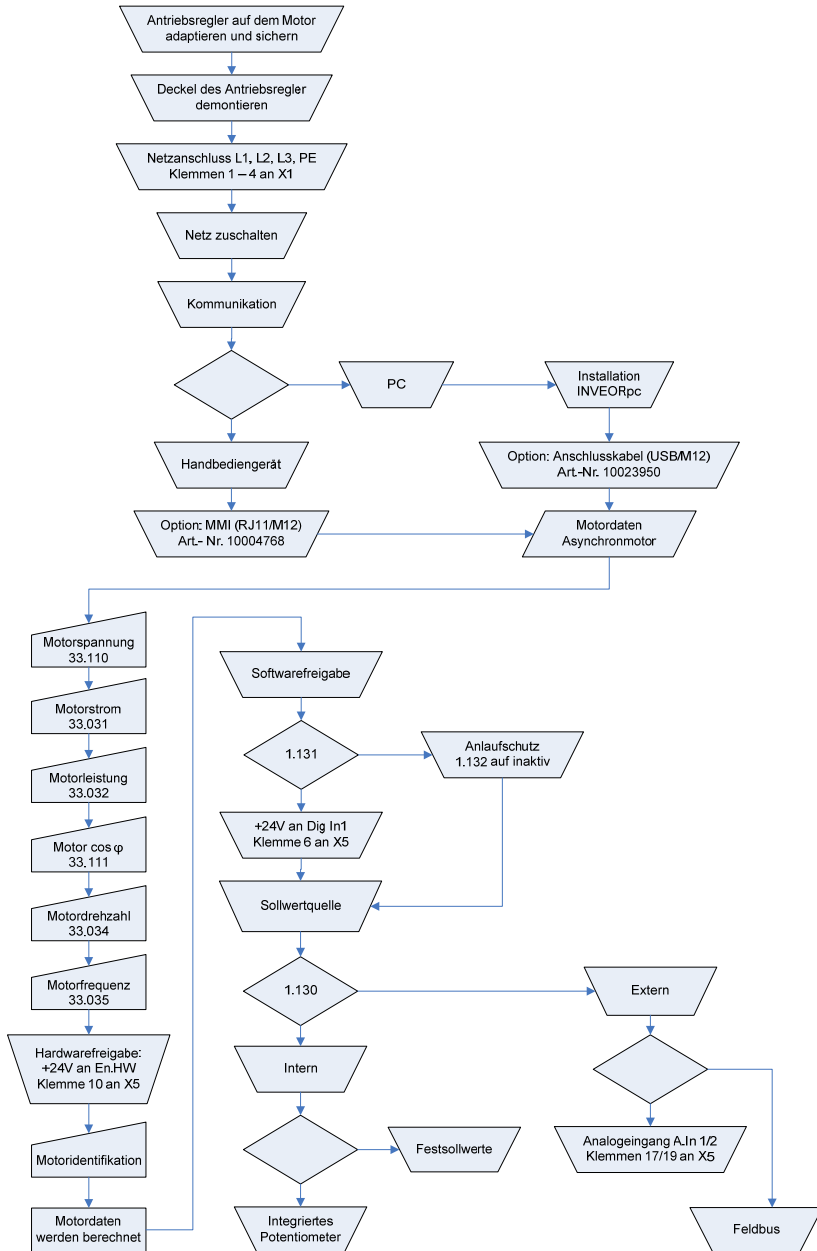 Antriebsregler auf dem Motor
adaptieren und sichern
Deckel des Antriebsregler
demontieren
Netzanschluss L1, L2, L3, PE
Klemmen 1 – 4 an X1
Netz zuschalten
Kommunikation
PC
Installation
INVEORpc
Handbediengerät
Option: Anschlusskabel (USB/M12)
Art.-Nr. 10023950
Option: MMI (RJ11/M12)
Art.- Nr. 10004768
Motordaten
Asynchronmotor
Motorspannung
33.110
Motorstrom
33.031
Motorleistung
33.032
Motor cos φ
33.111
Motordrehzahl
33.034
Motorfrequenz
33.035
Hardwarefreigabe:
+24V an En.HW
Klemme 10 an X5
Motoridentifikation
Motordaten
werden berechnet
Softwarefreigabe
1.131
Anlaufschutz
1.132 auf inaktiv
+24V an Dig In1
Klemme 6 an X5
Sollwertquelle
1.130
Extern
Intern
Festsollwerte
Integriertes
Potentiometer
Analogeingang A.In 1/2
Klemmen 17/19 an X5
Feldbus